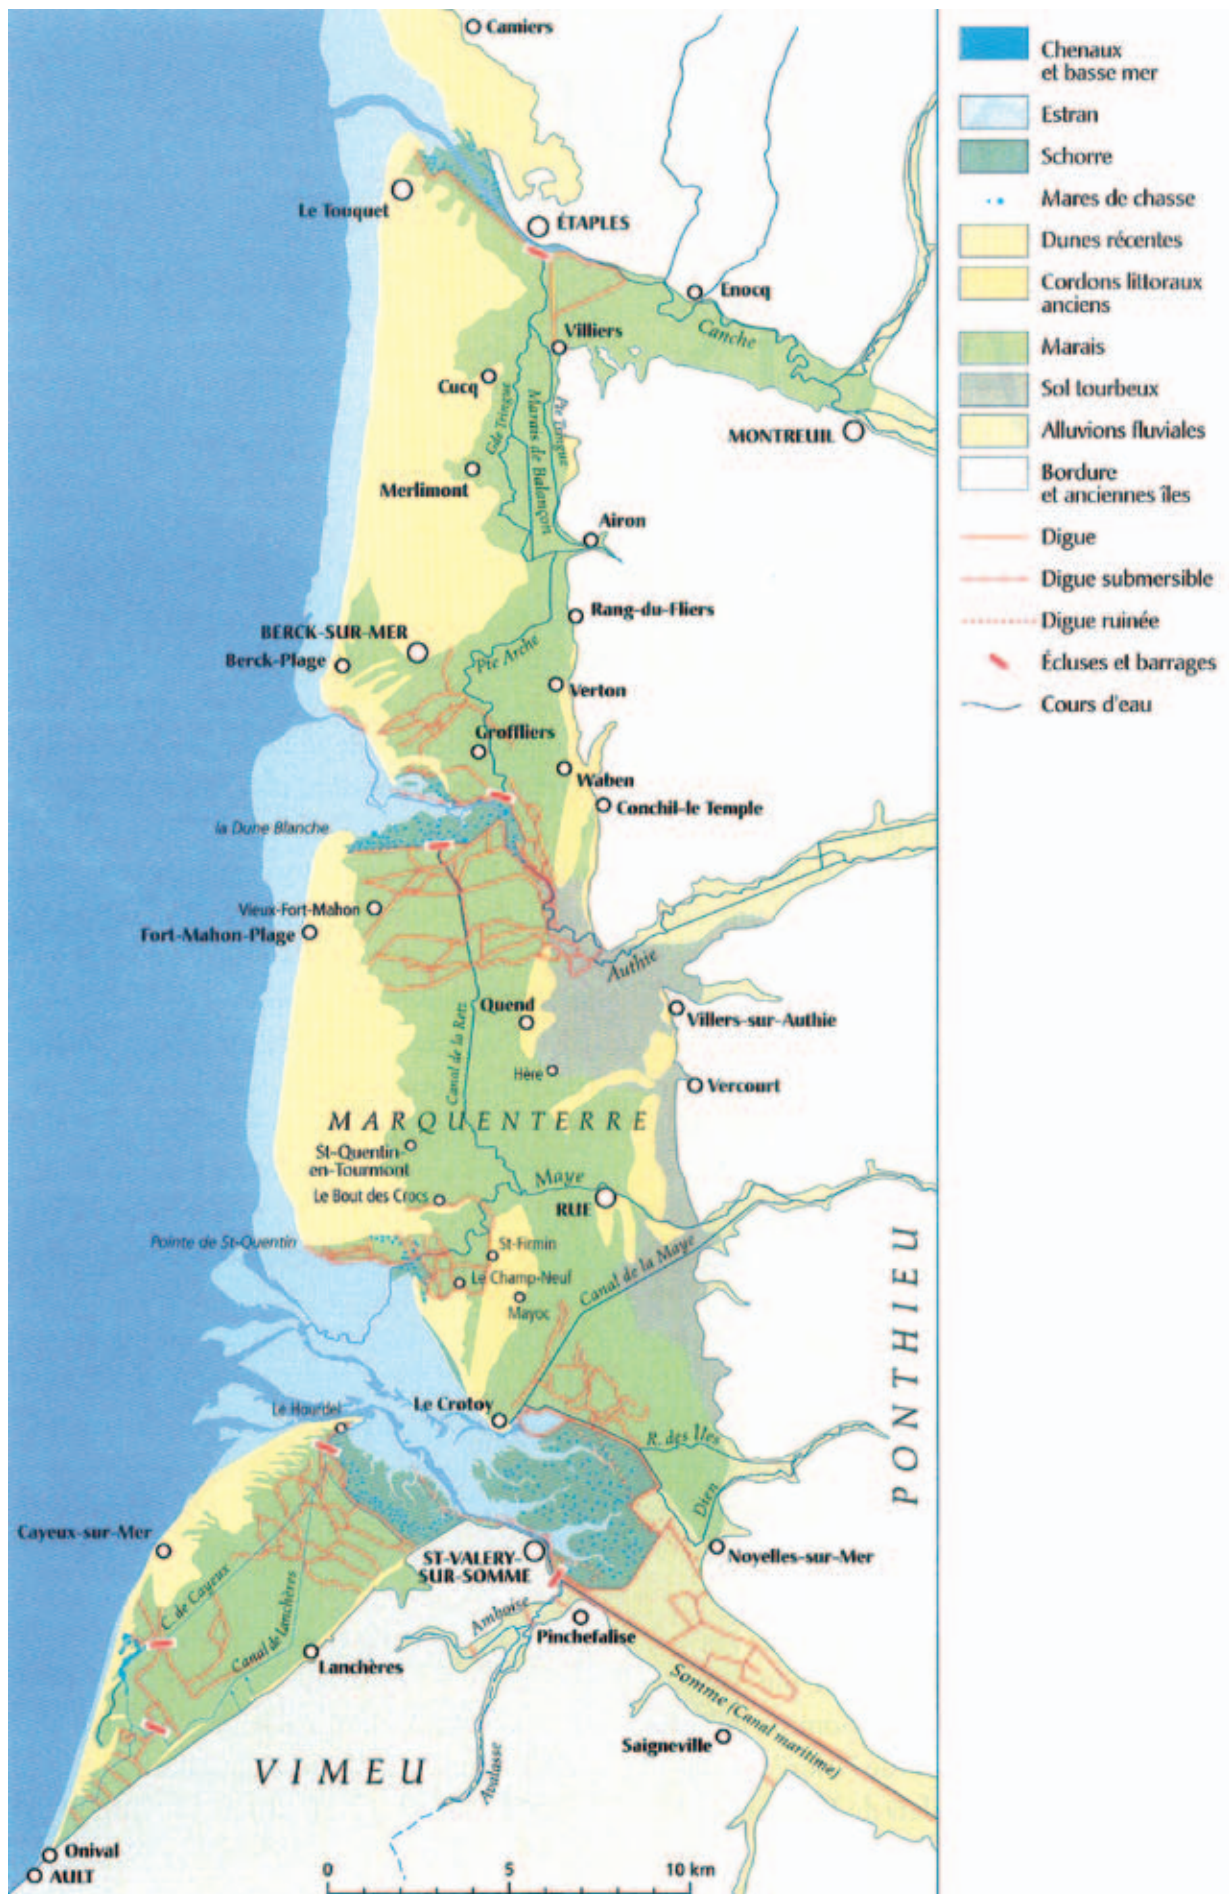 Camiers
Le Touquet
ÉTAPLES
Enocq
Canche
Villiers
Cucq
Gde Tringue
Marais de Balançon
Pte Tringue
MONTREUIL
Merlimont
Airon
Rang-du-Fliers
BERCK-SUR-MER
Berck-Plage
Pte Arche
Verton
Groffliers
Waben
Conchil-le Temple
la Dune Blanche
Vieux-Fort-Mahon
Fort-Mahon-Plage
Authie
Quend
Canal de la Retz
Villers-sur-Authie
Hère
Vercourt
MARQUENTERRE
St-Quentin-
en-Tourmont
Maye
Le Bout des Crocs
RUE
Pointe de St-Quentin
St-Firmin
Le Champ-Neuf
Mayoc
Canal de la Maye
PONTHIEU
Le Hourdel
Le Crotoy
R. des Îles
Dien
Cayeux-sur-Mer
ST-VALERY-
SUR-SOMME
Noyelles-sur-Mer
C. de Cayeux
Canal de Lanchères
Amboise
Pinchefalise
Lanchères
Somme (Canal maritime)
Saigneville
VIMEU
Avalasse
Onival
AULT
0 5 10 km
Chenaux
et basse mer
Estran
Schorre
Mares de chasse
Dunes récentes
Cordons littoraux
anciens
Marais
Sol tourbeux
Alluvions fluviales
Bordure
et anciennes îles
Digue
Digue submersible
Digue ruinée
Écluses et barrages
Cours d'eau